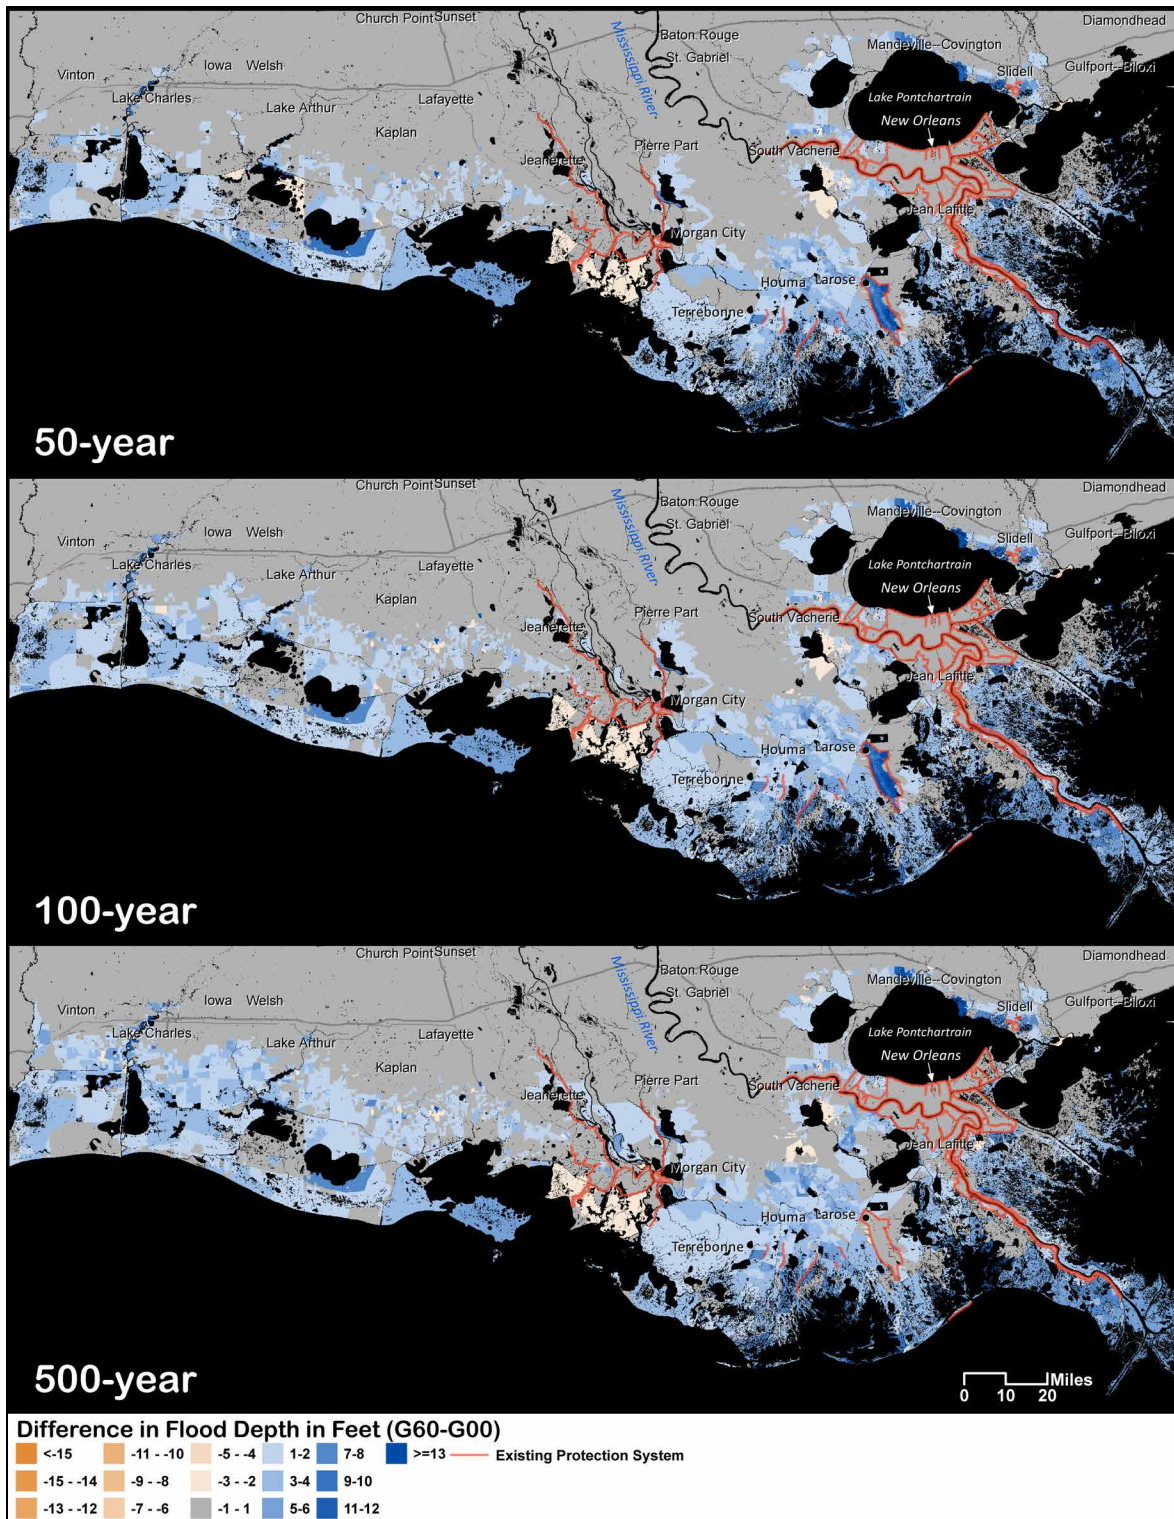 Church Point Sunset
Diamondhead
Mississippi River
Baton Rouge
Mandeville--Covington
St. Gabriel
Iowa Welsh
Gulfport--Biloxi
Vinton
Slidell
Lake Charles
Lafayette
Lake Pontchartrain
Lake Arthur
New Orleans
Kaplan
Pierre Part
South Vacherie
Jeanerette
Jean Lafitte
Morgan City
Houma Larose
Terrebonne
50-year
Church Point Sunset
Diamondhead
Mississippi River
Baton Rouge
Mandeville--Covington
St. Gabriel
Iowa Welsh
Gulfport--Biloxi
Vinton
Slidell
Lake Charles
Lafayette
Lake Pontchartrain
Lake Arthur
New Orleans
Kaplan
Pierre Part
South Vacherie
Jeanerette
Jean Lafitte
Morgan City
Houma Larose
Terrebonne
100-year
Church Point Sunset
Diamondhead
Mississippi River
Baton Rouge
Mandeville--Covington
St. Gabriel
Iowa Welsh
Gulfport--Biloxi
Vinton
Slidell
Lake Charles
Lafayette
Lake Pontchartrain
Lake Arthur
New Orleans
Kaplan
Pierre Part
South Vacherie
Jeanerette
Jean Lafitte
Morgan City
Houma Larose
Terrebonne
500-year
Miles
0 10 20
Difference in Flood Depth in Feet (G60-G00)
<-15 -11 - -10 -5 - -4 1-2 7-8 >=13 Existing Protection System
-15 - -14 -9 - -8 -3 - -2 3-4 9-10
-13 - -12 -7 - -6 -1 - 1 5-6 11-12